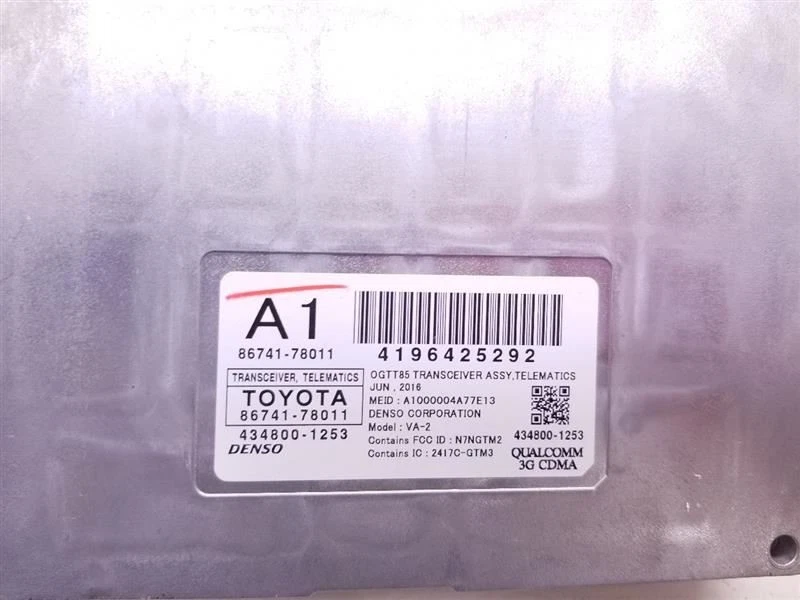 A1
86741-78011
4196425292
TRANSCEIVER, TELEMATICS
TOYOTA
86741-78011
434800-1253
DENSO
OGTT85 TRANSCEIVER ASSY,TELEMATICS
JUN , 2016
MEID : A1000004A77E13
DENSO CORPORATION
Model : VA-2
Contains FCC ID : N7NGTM2
Contains IC : 2417C-GTM3
434800-1253
QUALCOMM
3G CDMA